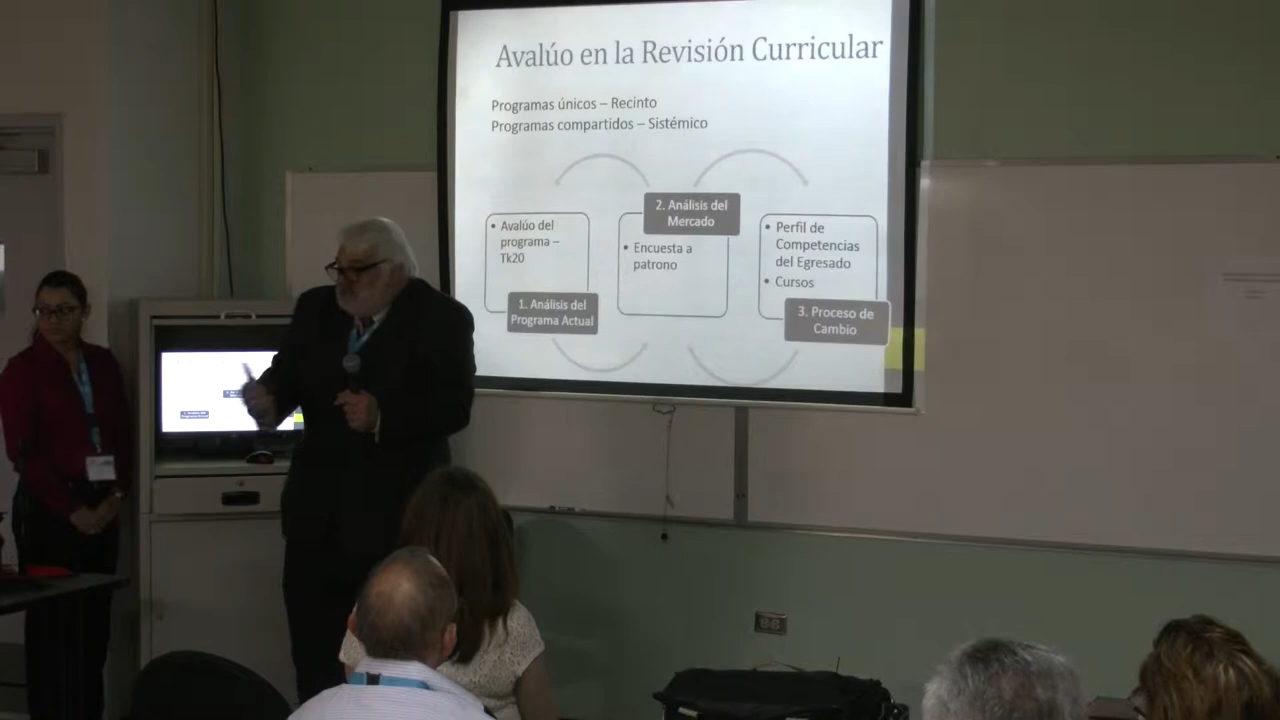 Avalúo en la Revisión Curricular
Programas únicos – Recinto
Programas compartidos – Sistémico
• Avalúo del
programa –
Tk20
1. Análisis del
Programa Actual
2. Análisis del
Mercado
• Encuesta a
patrono
• Perfil de
Competencias
del Egresado
• Cursos
3. Proceso de
Cambio